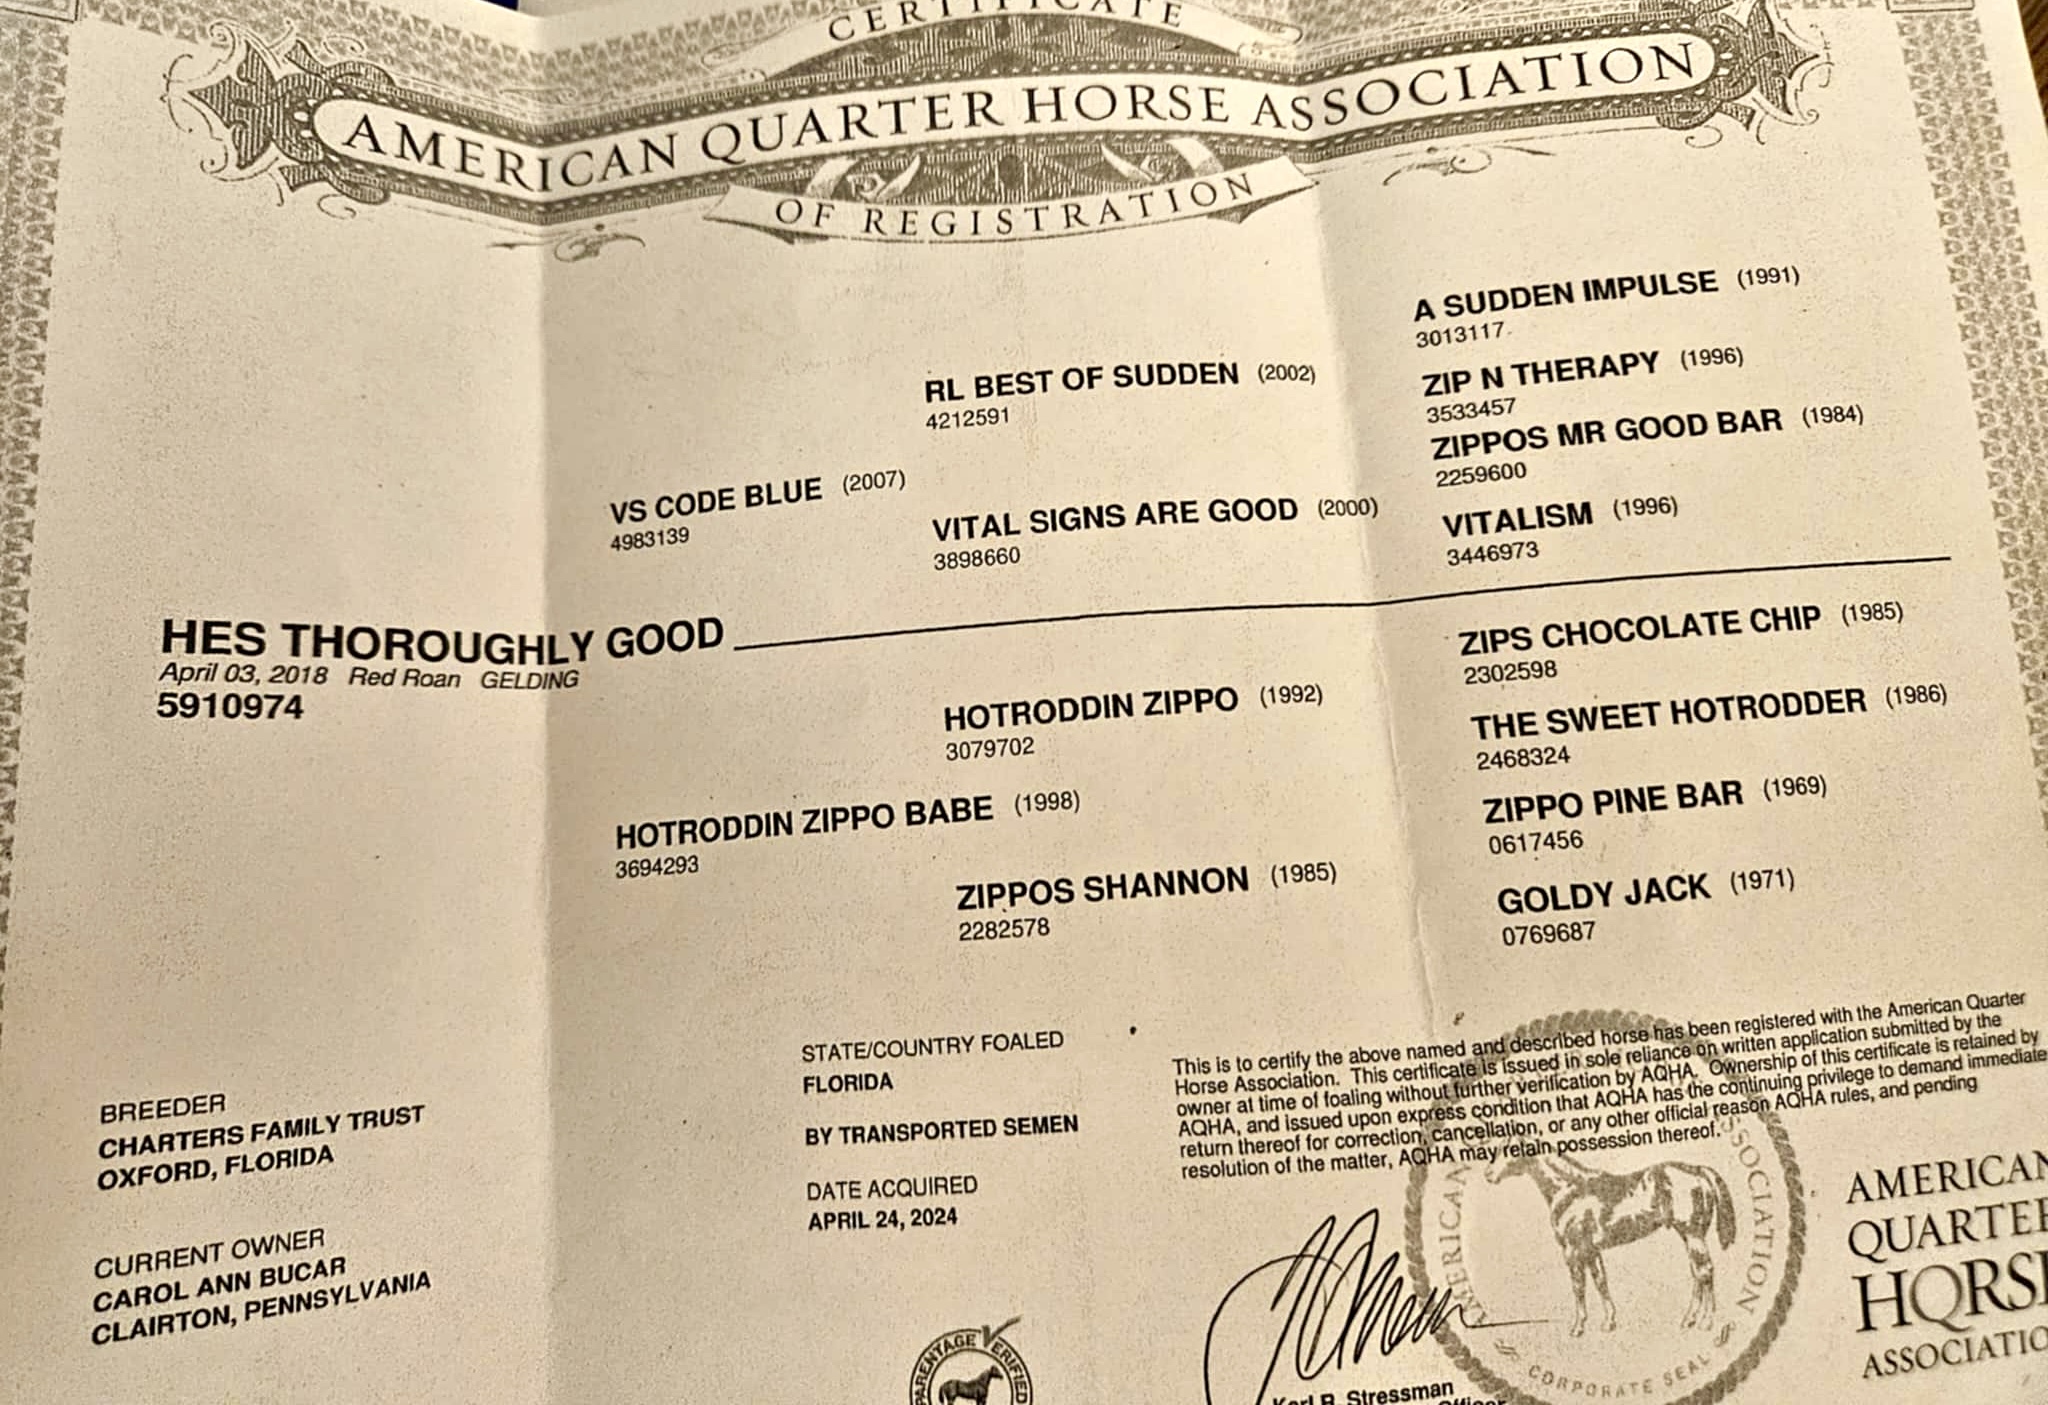 CERTIFICATE
AMERICAN QUARTER HORSE ASSOCIATION
OF REGISTRATION
A SUDDEN IMPULSE (1991)
3013117
RL BEST OF SUDDEN (2002)
4212591
ZIP N THERAPY (1996)
3533457
VS CODE BLUE (2007)
4983139
ZIPPOS MR GOOD BAR (1984)
2259600
VITAL SIGNS ARE GOOD (2000)
3898660
VITALISM (1996)
3446973
HES THOROUGHLY GOOD
April 03, 2018 Red Roan GELDING
5910974
ZIPS CHOCOLATE CHIP (1985)
2302598
HOTRODDIN ZIPPO (1992)
3079702
THE SWEET HOTRODDER (1986)
2468324
HOTRODDIN ZIPPO BABE (1998)
3694293
ZIPPO PINE BAR (1969)
0617456
ZIPPOS SHANNON (1985)
2282578
GOLDY JACK (1971)
0769687
BREEDER
CHARTERS FAMILY TRUST
OXFORD, FLORIDA
CURRENT OWNER
CAROL ANN BUCAR
CLAIRTON, PENNSYLVANIA
STATE/COUNTRY FOALED
FLORIDA
BY TRANSPORTED SEMEN
DATE ACQUIRED
APRIL 24, 2024
PARENTAGE VERIFIED
This is to certify the above named and described horse has been registered with the American Quarter
Horse Association. This certificate is issued in sole reliance on written application submitted by the
owner at time of foaling without further verification by AQHA. Ownership of this certificate is retained by
AQHA, and issued upon express condition that AQHA has the continuing privilege to demand immediate
return thereof for correction, cancellation, or any other official reason AQHA rules, and pending
resolution of the matter, AQHA may retain possession thereof.
AMERICAN ASSOCIATION
CORPORATE SEAL
Karl R. Stressman
Officer
AMERICAN
QUARTER
HORSE
ASSOCIATIO